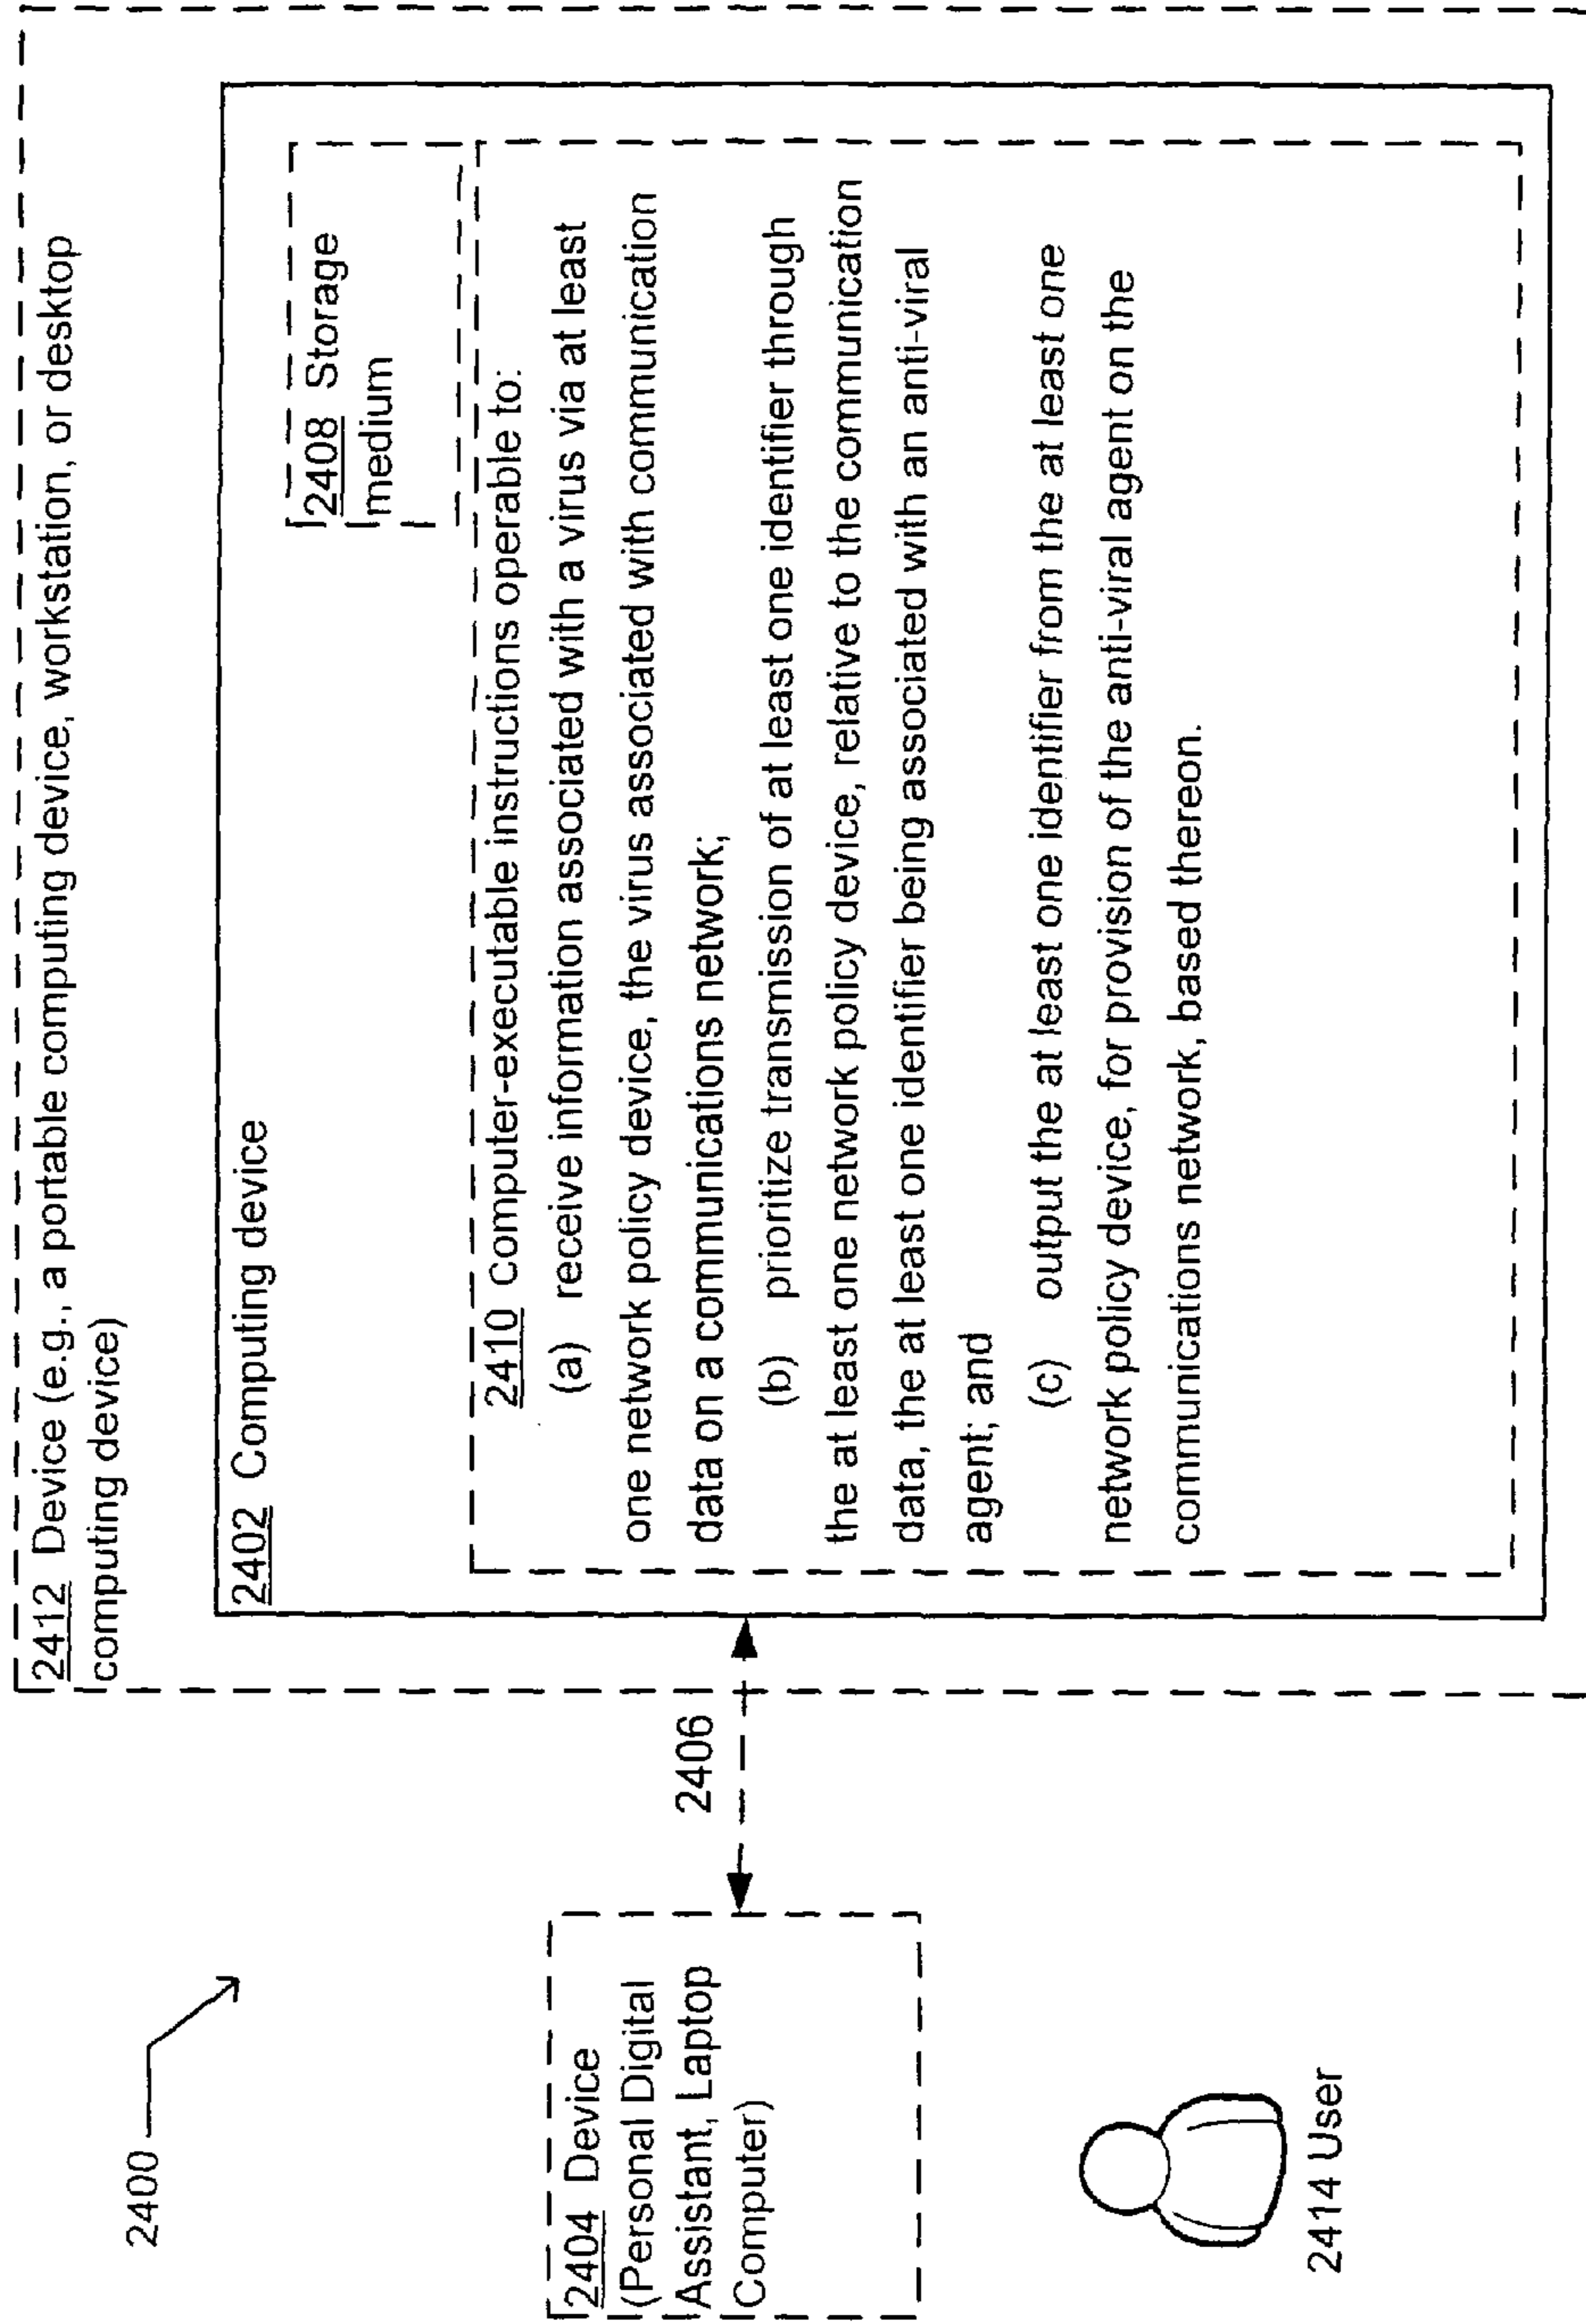 2400
2412 Device (e.g., a portable computing device, workstation, or desktop
computing device)
2402 Computing device
2408 Storage
medium
2410 Computer-executable instructions operable to:
(a) receive information associated with a virus via at least
one network policy device, the virus associated with communication
data on a communications network;
(b) prioritize transmission of at least one identifier through
the at least one network policy device, relative to the communication
data, the at least one identifier being associated with an anti-viral
agent; and
(c) output the at least one identifier from the at least one
network policy device, for provision of the anti-viral agent on the
communications network, based thereon.
2406
2404 Device
(Personal Digital
Assistant, Laptop
Computer)
2414 User